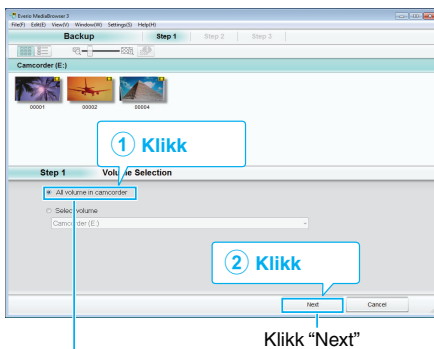 Everio MediaBrowser 3
File(F) Edit(E) View(V) Window(W) Settings(S) Help(H)
Backup Step 1 Step 2 Step 3
Camcorder (E:)
00001 00002 00004
① Klikk
Step 1 Volume Selection
All volume in camcorder
Select volume
Camcorder (E:)
② Klikk
Next Cancel
Klikk “Next”